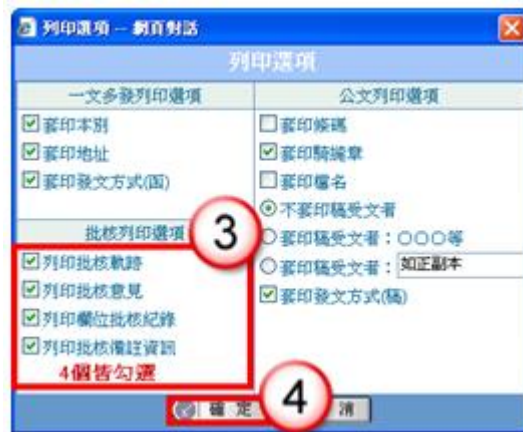 列印選項 -- 網頁對話
列印選項
一文多發列印選項
套印本別
套印地址
套印發文方式(函)
批核列印選項
3
列印批核軌跡
列印批核意見
列印欄位批核紀錄
列印批核備註資訊
4個皆勾選
公文列印選項
套印條碼
套印騎縫章
套印檔名
不套印稿受文者
套印稿受文者：○○○等
套印稿受文者：如正副本
套印發文方式(稿)
確定
4
消